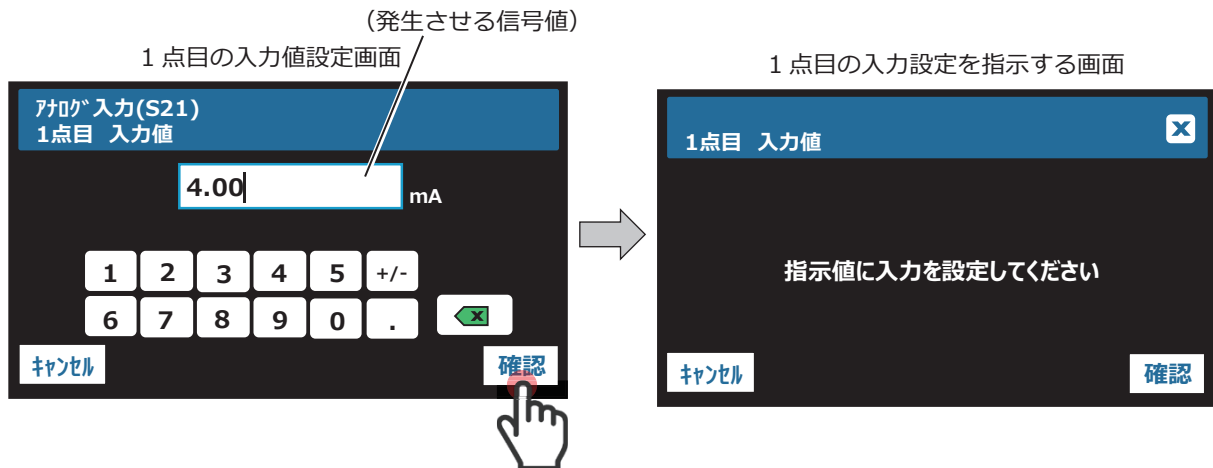 （発生させる信号値）
1 点目の入力値設定画面
ｱﾅﾛｸﾞ入力(S21)
1点目 入力値
4.00
mA
1 2 3 4 5 +/-
6 7 8 9 0 .
x
ｷｬﾝｾﾙ
確認
1 点目の入力設定を指示する画面
1点目 入力値
X
指示値に入力を設定してください
ｷｬﾝｾﾙ
確認